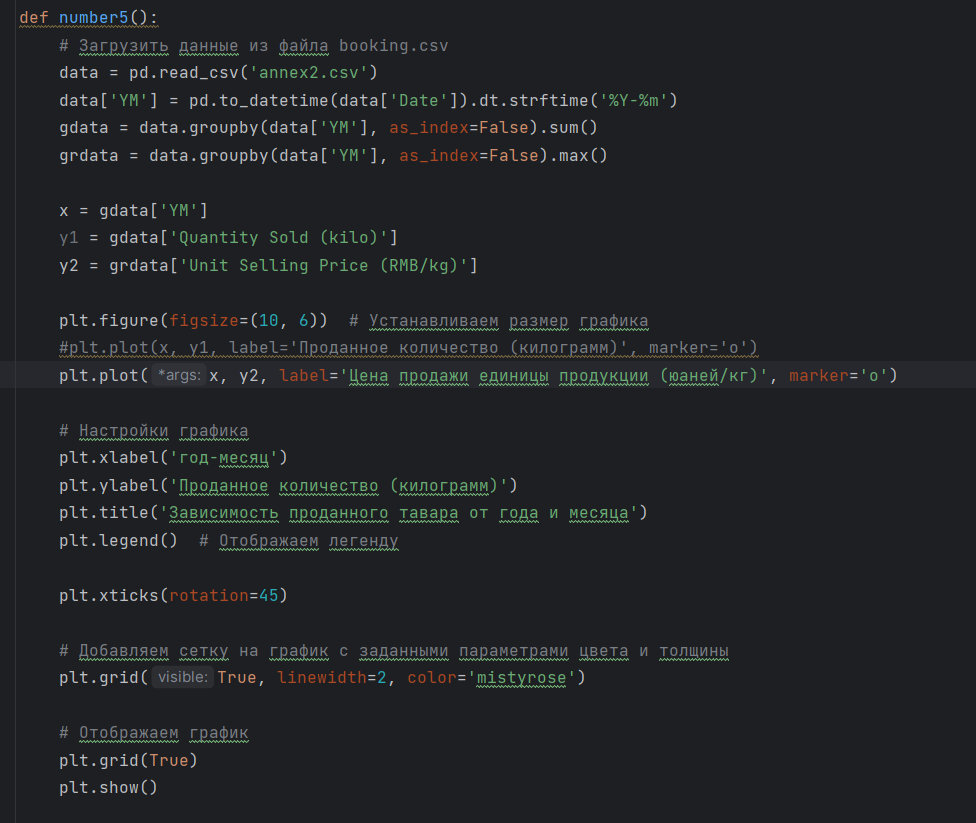 def number5():
# Загрузить данные из файла booking.csv
data = pd.read_csv('annex2.csv')
data['YM'] = pd.to_datetime(data['Date']).dt.strftime('%Y-%m')
gdata = data.groupby(data['YM'], as_index=False).sum()
grdata = data.groupby(data['YM'], as_index=False).max()
x = gdata['YM']
y1 = gdata['Quantity Sold (kilo)']
y2 = grdata['Unit Selling Price (RMB/kg)']
plt.figure(figsize=(10, 6))  # Устанавливаем размер графика
#plt.plot(x, y1, label='Проданное количество (килограмм)', marker='o')
plt.plot( *args: x, y2, label='Цена продажи единицы продукции (юаней/кг)', marker='o')
# Настройки графика
plt.xlabel('год-месяц')
plt.ylabel('Проданное количество (килограмм)')
plt.title('Зависимость проданного тавара от года и месяца')
plt.legend()  # Отображаем легенду
plt.xticks(rotation=45)
# Добавляем сетку на график с заданными параметрами цвета и толщины
plt.grid( visible: True, linewidth=2, color='mistyrose')
# Отображаем график
plt.grid(True)
plt.show()